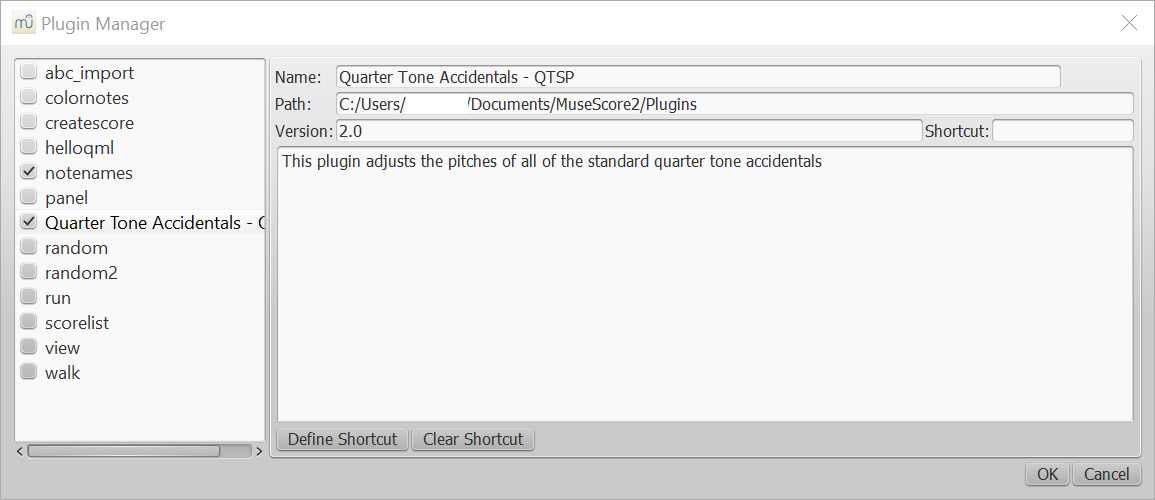 Plugin Manager
abc_import
colornotes
createscore
helloqml
notenames
panel
Quarter Tone Accidentals -
random
random2
run
scorelist
view
walk
Name: Quarter Tone Accidentals - QTSP
Path: C:/Users/ /Documents/MuseScore2/Plugins
Version: 2.0 Shortcut:
This plugin adjusts the pitches of all of the standard quarter tone accidentals
Define Shortcut Clear Shortcut
OK Cancel